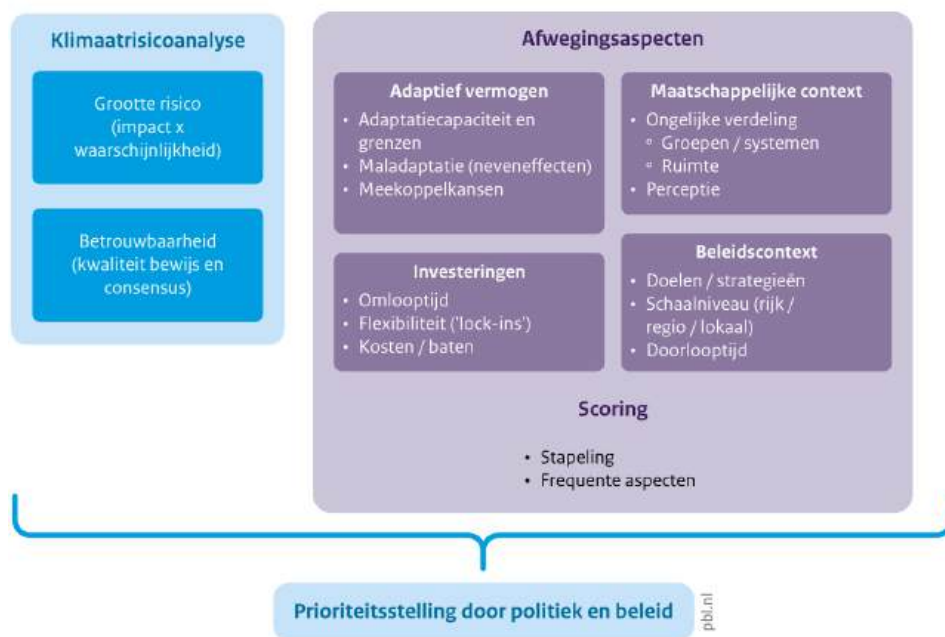 Klimaatrisicoanalyse
Grootte risico
(impact x
waarschijnlijkheid)
Betrouwbaarheid
(kwaliteit bewijs en
consensus)
Afwegingsaspecten
Adaptief vermogen
• Adaptatiecapaciteit en
grenzen
• Maladaptatie (neveneffecten)
• Meekoppelkansen
Maatschappelijke context
• Ongelijke verdeling
▫ Groepen / systemen
▫ Ruimte
• Perceptie
Investeringen
• Omlooptijd
• Flexibiliteit ('lock-ins')
• Kosten / baten
Beleidscontext
• Doelen / strategieën
• Schaalniveau (rijk /
regio / lokaal)
• Doorlooptijd
Scoring
• Stapeling
• Frequente aspecten
Prioriteitsstelling door politiek en beleid
pbl.nl